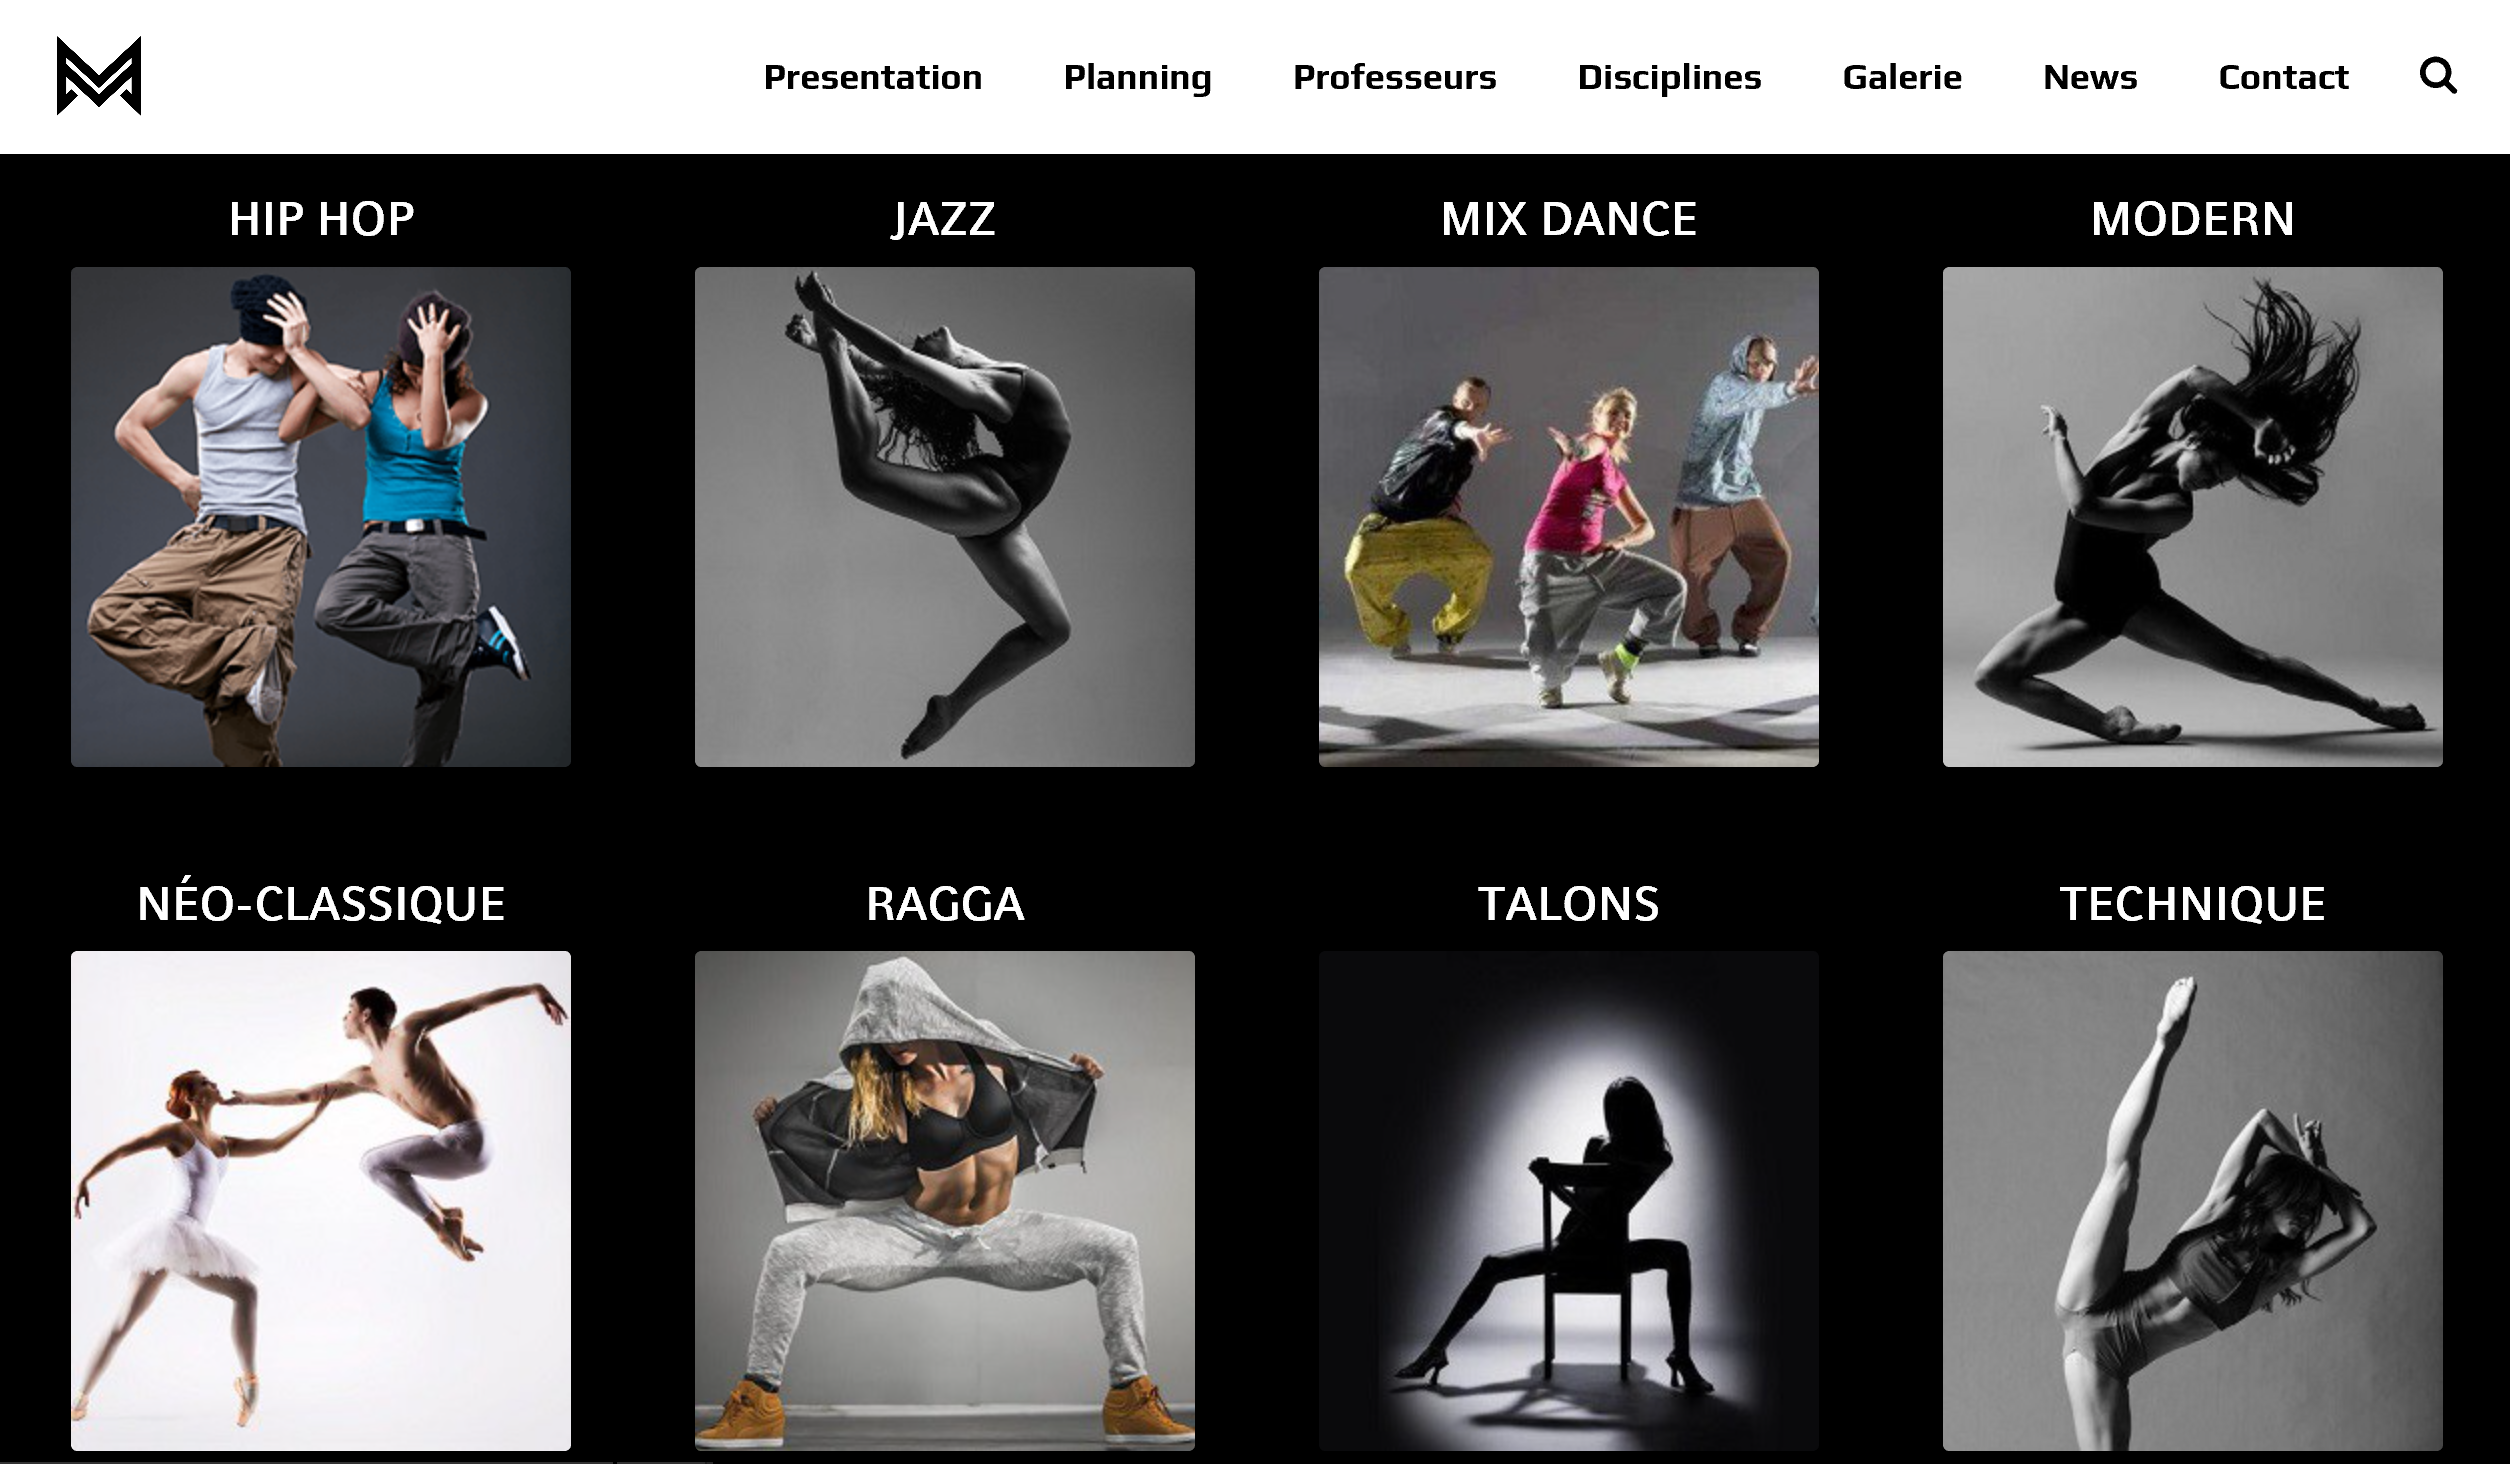 Presentation Planning Professeurs Disciplines Galerie News Contact
HIP HOP
JAZZ
MIX DANCE
MODERN
NÉO-CLASSIQUE
RAGGA
TALONS
TECHNIQUE